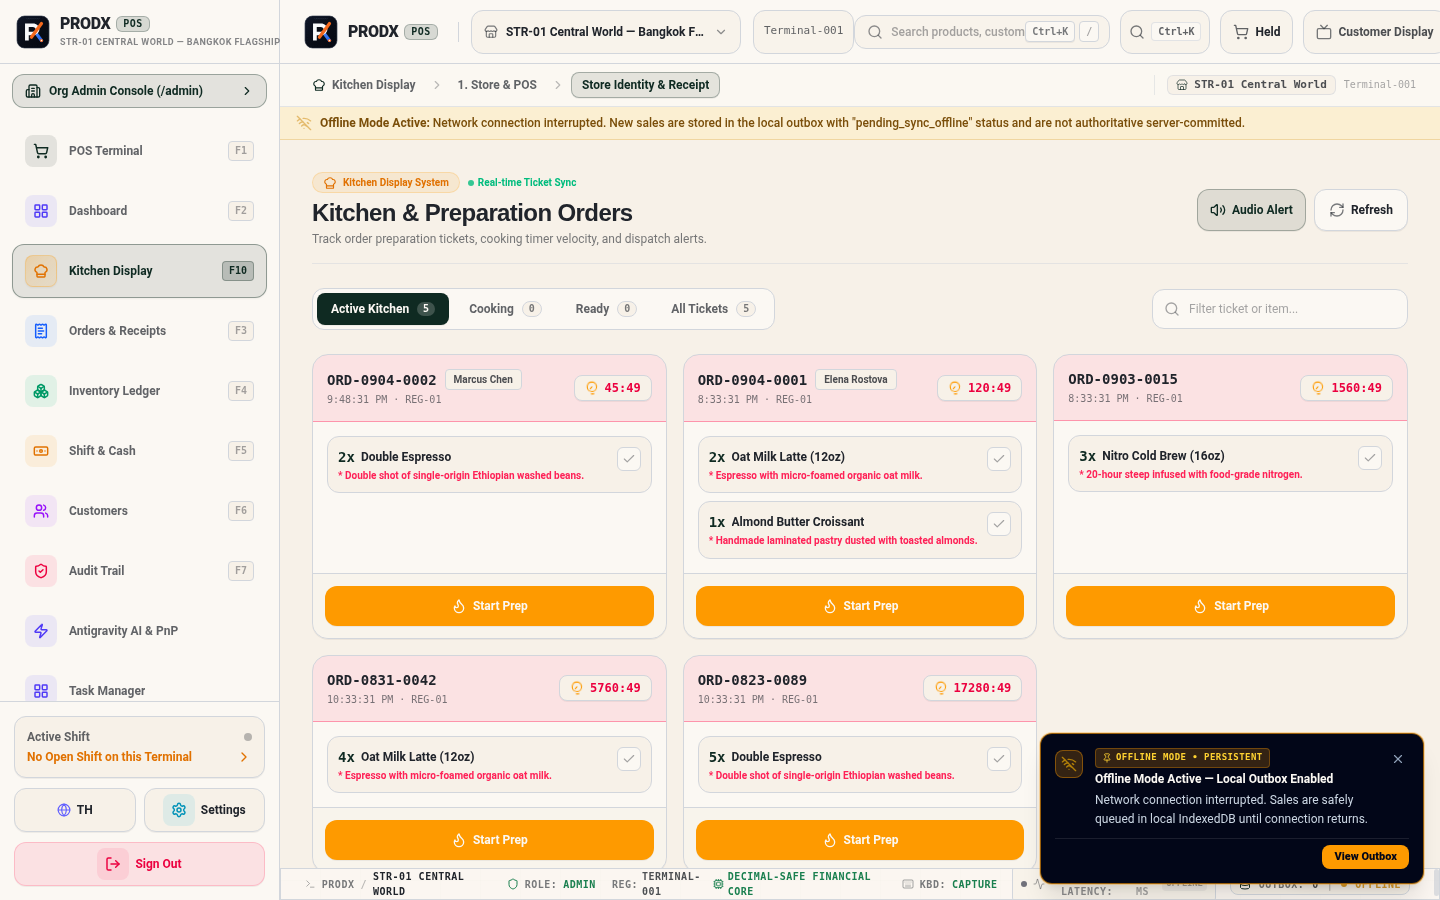 PRODX POS
STR-01 CENTRAL WORLD — BANGKOK FLAGSHIP
Org Admin Console (/admin)
POS Terminal F1
Dashboard F2
Kitchen Display F10
Orders & Receipts F3
Inventory Ledger F4
Shift & Cash F5
Customers F6
Audit Trail F7
Antigravity AI & PnP
Task Manager
Active Shift
No Open Shift on this Terminal
TH
Settings
Sign Out
PRODX POS
STR-01 Central World — Bangkok F...
Terminal-001
Search products, custom Ctrl+K /
Ctrl+K
Held
Customer Display
Kitchen Display
1. Store & POS
Store Identity & Receipt
STR-01 Central World
Terminal-001
Offline Mode Active: Network connection interrupted. New sales are stored in the local outbox with "pending_sync_offline" status and are not authoritative server-committed.
Kitchen Display System
Real-time Ticket Sync
Kitchen & Preparation Orders
Track order preparation tickets, cooking timer velocity, and dispatch alerts.
Audio Alert
Refresh
Active Kitchen 5
Cooking 0
Ready 0
All Tickets 5
Filter ticket or item...
ORD-0904-0002 Marcus Chen
9:48:31 PM · REG-01
45:49
2x Double Espresso
* Double shot of single-origin Ethiopian washed beans.
Start Prep
ORD-0904-0001 Elena Rostova
8:33:31 PM · REG-01
120:49
2x Oat Milk Latte (12oz)
* Espresso with micro-foamed organic oat milk.
1x Almond Butter Croissant
* Handmade laminated pastry dusted with toasted almonds.
Start Prep
ORD-0903-0015
8:33:31 PM · REG-01
1560:49
3x Nitro Cold Brew (16oz)
* 20-hour steep infused with food-grade nitrogen.
Start Prep
ORD-0831-0042
10:33:31 PM · REG-01
5760:49
4x Oat Milk Latte (12oz)
* Espresso with micro-foamed organic oat milk.
Start Prep
ORD-0823-0089
10:33:31 PM · REG-01
17280:49
5x Double Espresso
* Double shot of single-origin Ethiopian washed beans.
Start Prep
OFFLINE MODE • PERSISTENT
Offline Mode Active — Local Outbox Enabled
Network connection interrupted. Sales are safely
queued in local IndexedDB until connection returns.
View Outbox
PRODX /
STR-01 CENTRAL
WORLD
ROLE: ADMIN
REG: TERMINAL-
001
DECIMAL-SAFE FINANCIAL
CORE
KBD: CAPTURE
LATENCY:
MS
OFFLINE
OUTBOX: 0
OFFLINE